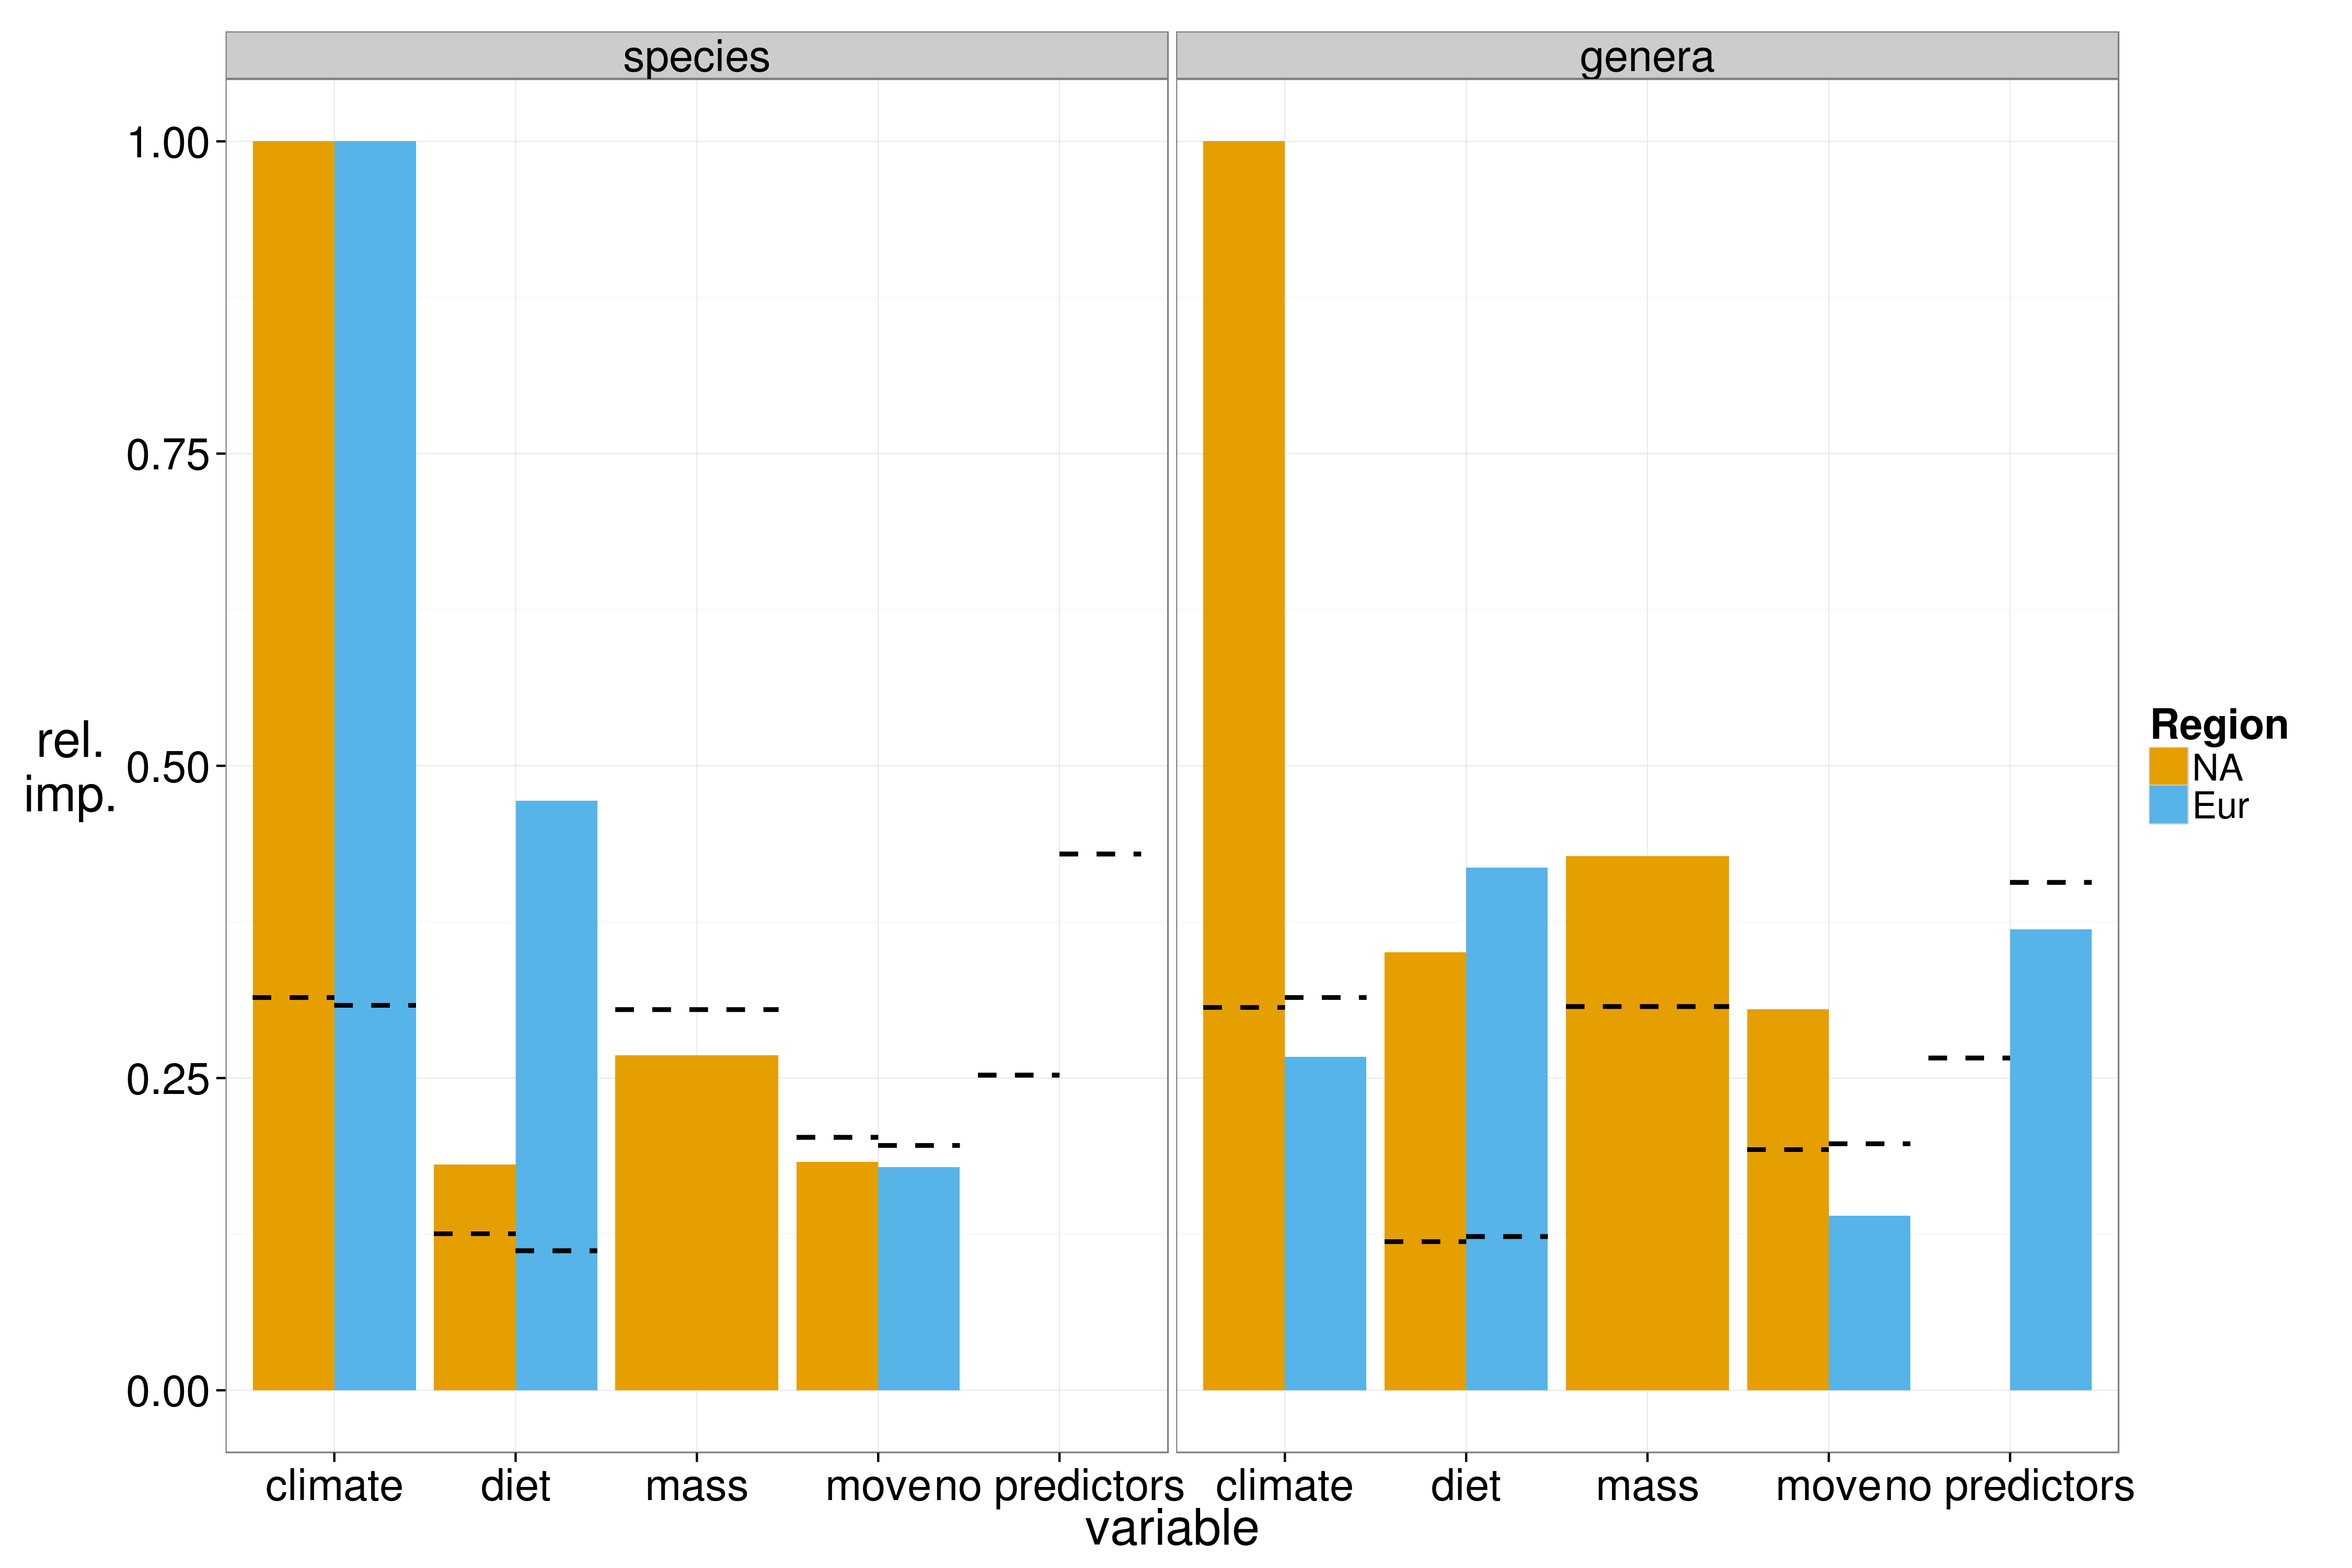 species
genera
1.00
0.75
0.50
0.25
0.00
rel.
imp.
climate diet mass move no predictors
climate diet mass move no predictors
variable
Region
NA
Eur